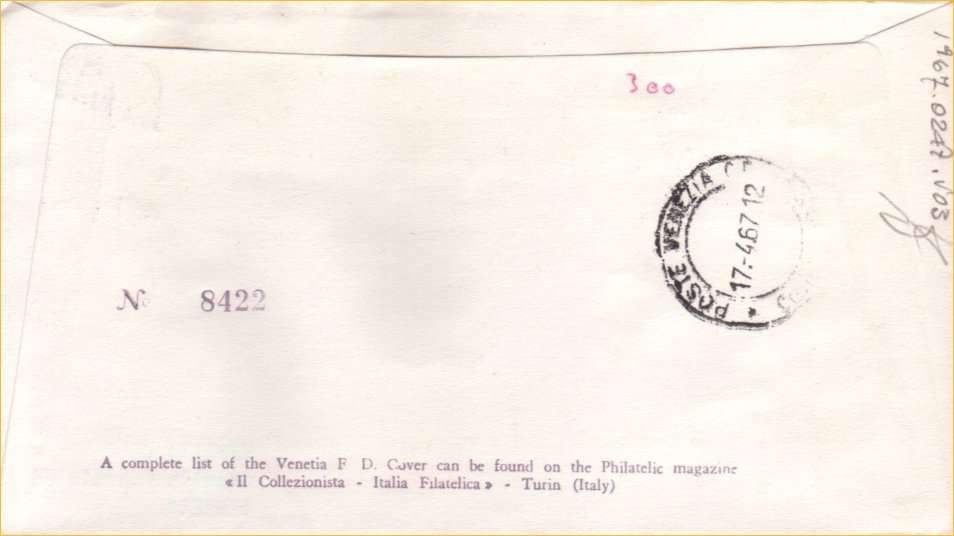 300
1967.0247.V03
POSTE VENEZIA
17.-4.67 12
No 8422
A complete list of the Venetia F D. Cover can be found on the Philatelic magazine
«Il Collezionista - Italia Filatelica» - Turin (Italy)